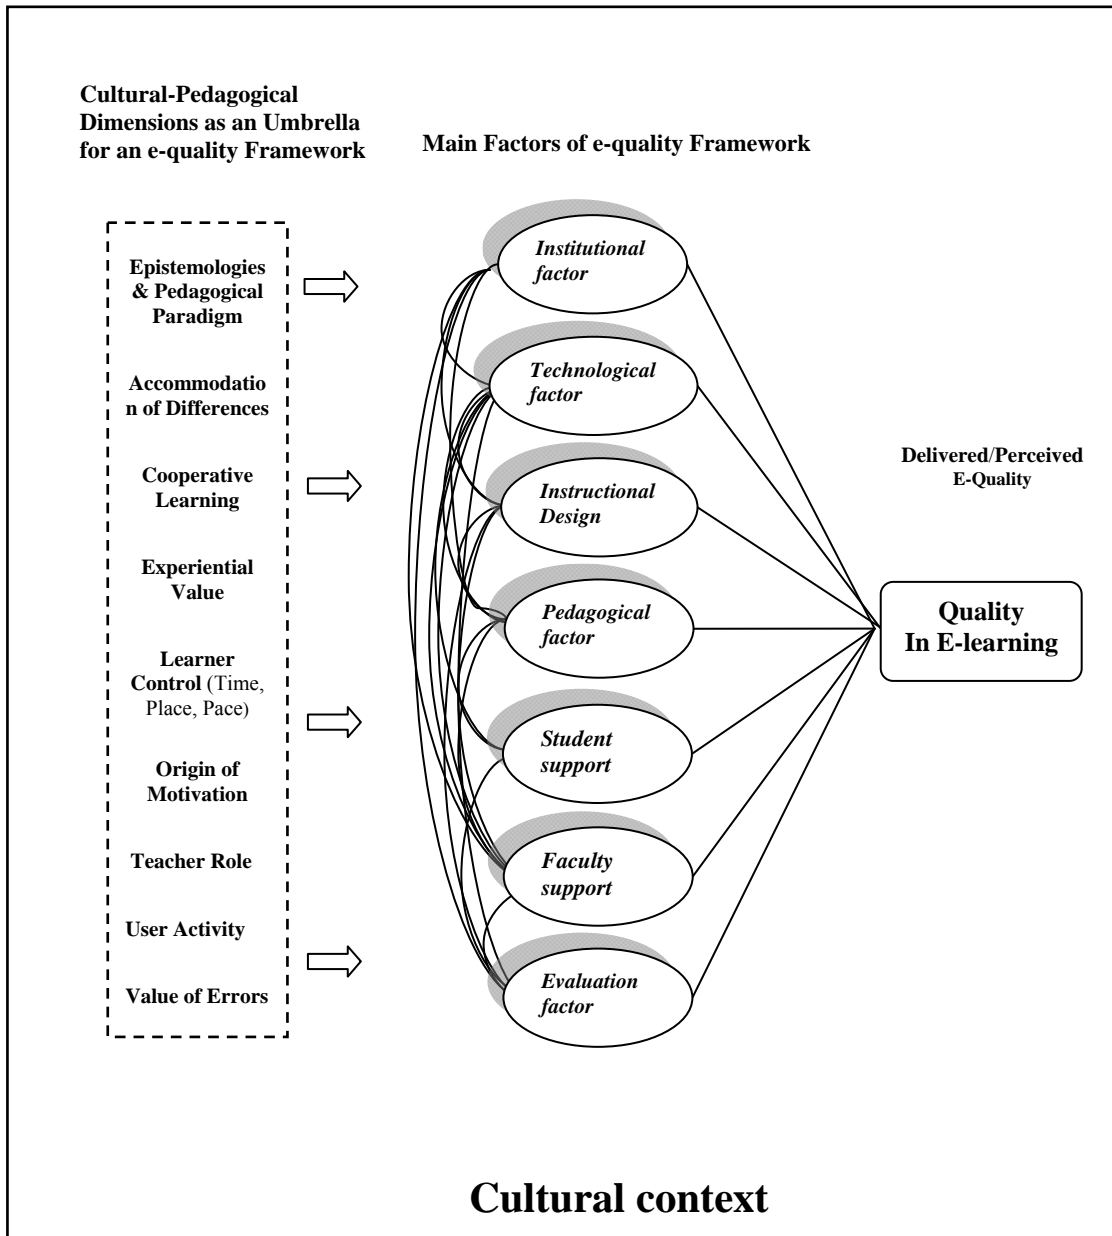 Cultural-Pedagogical
Dimensions as an Umbrella
for an e-quality Framework
Main Factors of e-quality Framework
Epistemologies
& Pedagogical
Paradigm
Accommodatio
n of Differences
Cooperative
Learning
Experiential
Value
Learner
Control (Time,
Place, Pace)
Origin of
Motivation
Teacher Role
User Activity
Value of Errors
Institutional
factor
Technological
factor
Instructional
Design
Pedagogical
factor
Student
support
Faculty
support
Evaluation
factor
Delivered/Perceived
E-Quality
Quality
In E-learning
Cultural context